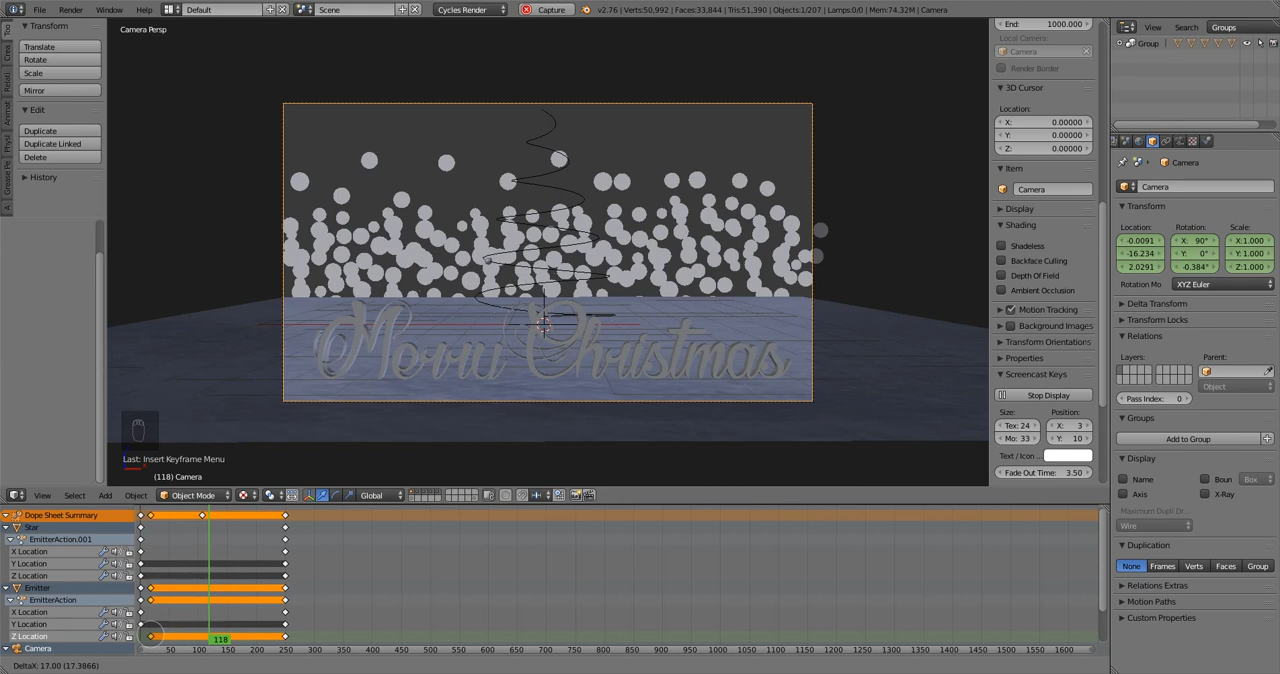 File Render Window Help Default Scene Cycles Render Capture v2.76 | Verts:50,992 | Faces:33,844 | Tris:51,390 | Objects:1/207 | Lamps:0/0 | Mem:74.32M | Camera
Transform
Translate
Rotate
Scale
Mirror
Edit
Duplicate
Duplicate Linked
Delete
History
Too
Crea
Relati
Animat
Physi
Grease Pe
A
Camera Persp
Merry Christmas
Last: Insert Keyframe Menu
(118) Camera
End: 1000.000
Local Camera:
Camera
Render Border
3D Cursor
Location:
X: 0.00000
Y: 0.00000
Z: 0.00000
Item
Camera
Display
Shading
Shadeless
Backface Culling
Depth Of Field
Ambient Occlusion
Motion Tracking
Background Images
Transform Orientations
Properties
Screencast Keys
Stop Display
Size: Position:
Tex: 24 X: 3
Mo: 33 Y: 10
Text / Icon ...
Fade Out Time: 3.50
View Search Groups
Group
Camera
Camera
Transform
Location: Rotation: Scale:
-0.0091 X: 90° X:1.000
-16.234 Y: 0° Y:1.000
2.0291 -0.384° Z:1.000
Rotation Mo XYZ Euler
Delta Transform
Transform Locks
Relations
Layers: Parent:
Object
Pass Index: 0
Groups
Add to Group
Display
Name Boun Box
Axis X-Ray
Maximum Dupli Dr...
Wire
Duplication
None Frames Verts Faces Group
Relations Extras
Motion Paths
Custom Properties
View Select Add Object Object Mode Global
Dope Sheet Summary
Star
EmitterAction.001
X Location
Y Location
Z Location
Emitter
EmitterAction
X Location
Y Location
Z Location
118
Camera
50 100 150 200 250 300 350 400 450 500 550 600 650 700 750 800 850 900 950 1000 1050 1100 1150 1200 1250 1300 1350 1400 1450 1500 1550 1600
DeltaX: 17.00 (17.3866)